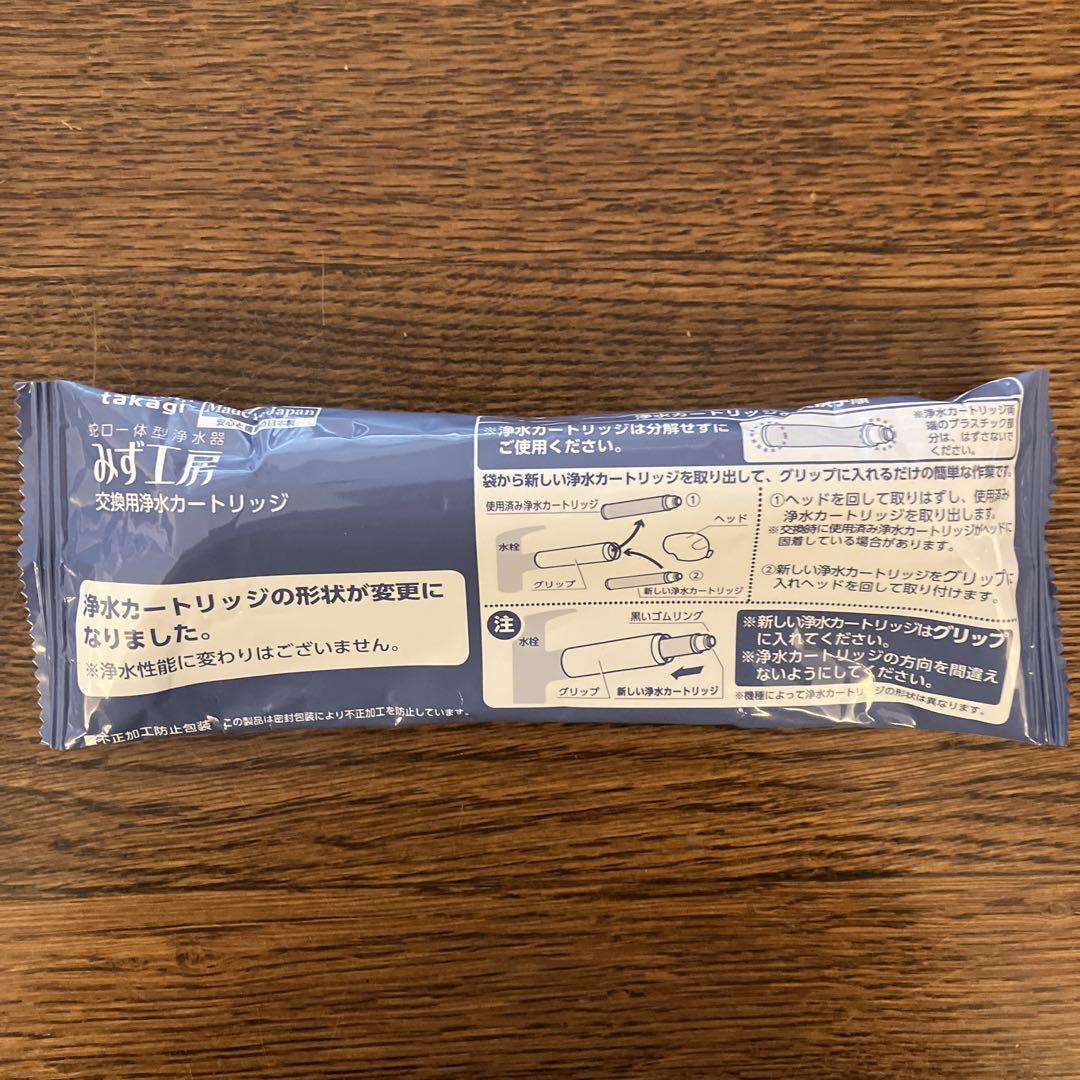 takagi
Made in Japan
安心と信頼の日本製
蛇口一体型浄水器
みず工房
交換用浄水カートリッジ
浄水カートリッジの形状が変更に
なりました。
※浄水性能に変わりはございません。
不正加工防止包装 この製品は密封包装により不正加工を防止しています。
浄水カートリッジ
※浄水カートリッジは分解せずに
ご使用ください。
※浄水カートリッジ両
端のプラスチック部
分は、はずさないで
ください。
袋から新しい浄水カートリッジを取り出して、グリップに入れるだけの簡単な作業です。
使用済み浄水カートリッジ
①
水栓
ヘッド
グリップ
②
新しい浄水カートリッジ
①ヘッドを回して取りはずし、使用済み
浄水カートリッジを取り出します。
※交換時に使用済み浄水カートリッジがヘッドに
固着している場合があります。
②新しい浄水カートリッジをグリップに
入れヘッドを回して取り付けます。
注
水栓
黒いゴムリング
グリップ
新しい浄水カートリッジ
※新しい浄水カートリッジはグリップ
に入れてください。
※浄水カートリッジの方向を間違え
ないようにしてください。
※機種によって浄水カートリッジの形状は異なります。